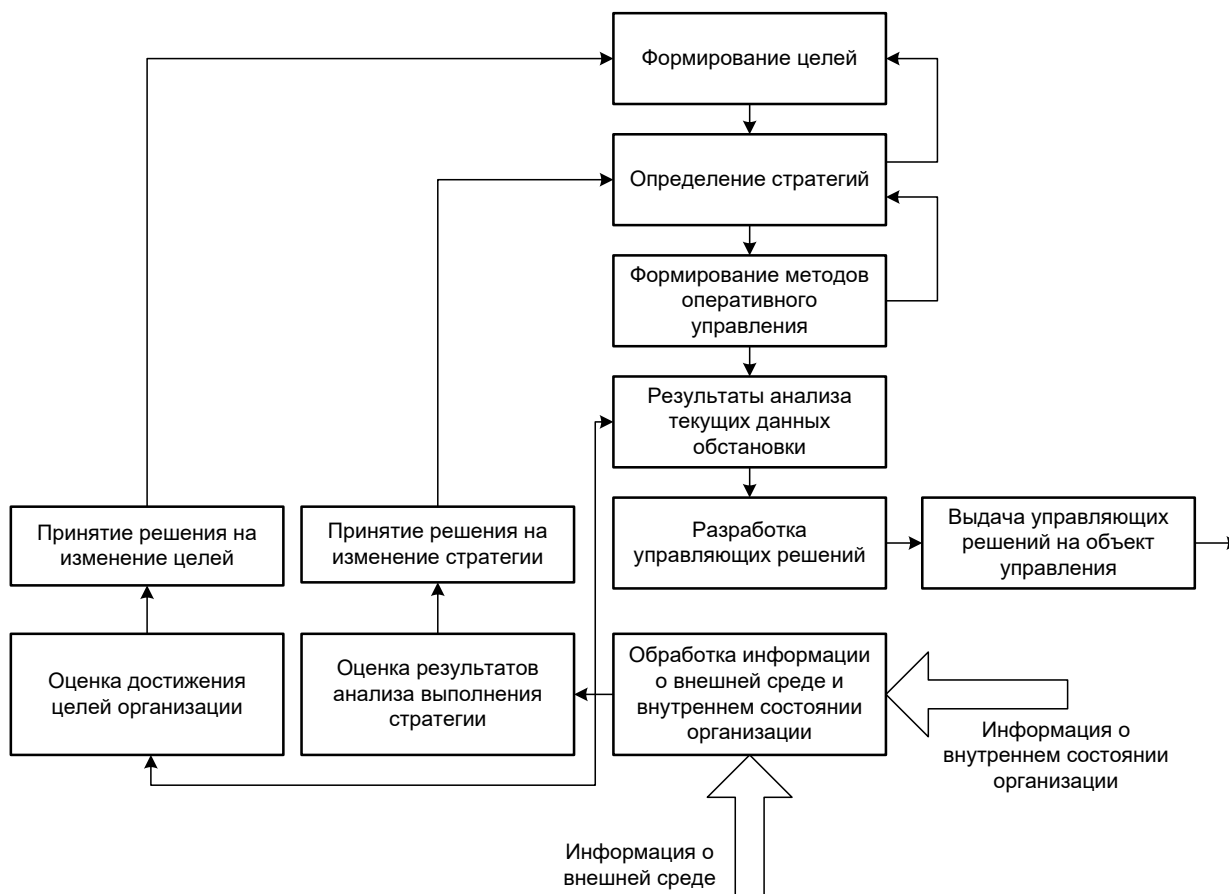 Формирование целей
Определение стратегий
Формирование методов
оперативного
управления
Результаты анализа
текущих данных
обстановки
Принятие решения на
изменение целей
Принятие решения на
изменение стратегии
Разработка
управляющих решений
Выдача управляющих
решений на объект
управления
Оценка достижения
целей организации
Оценка результатов
анализа выполнения
стратегии
Обработка информации
о внешней среде и
внутреннем состоянии
организации
Информация о
внутреннем состоянии
организации
Информация о
внешней среде